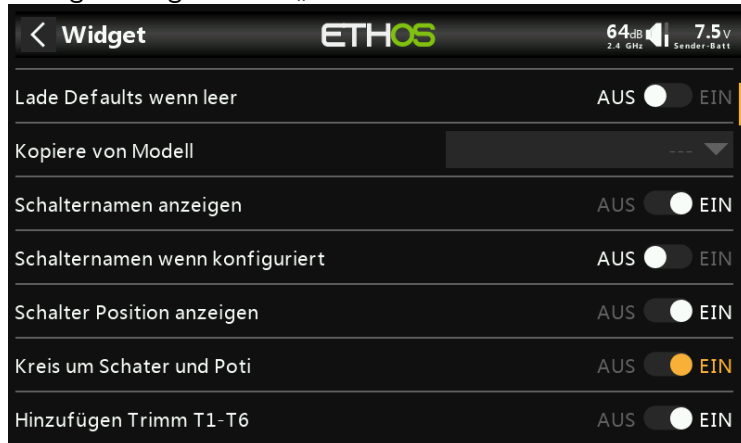 Widget ETHOS 64dB 2.4 GHz 7.5V Sender-Batt
Lade Defaults wenn leer AUS EIN
Kopiere von Modell ---
Schalternamen anzeigen AUS EIN
Schalternamen wenn konfiguriert AUS EIN
Schalter Position anzeigen AUS EIN
Kreis um Schater und Poti AUS EIN
Hinzufügen Trimm T1-T6 AUS EIN